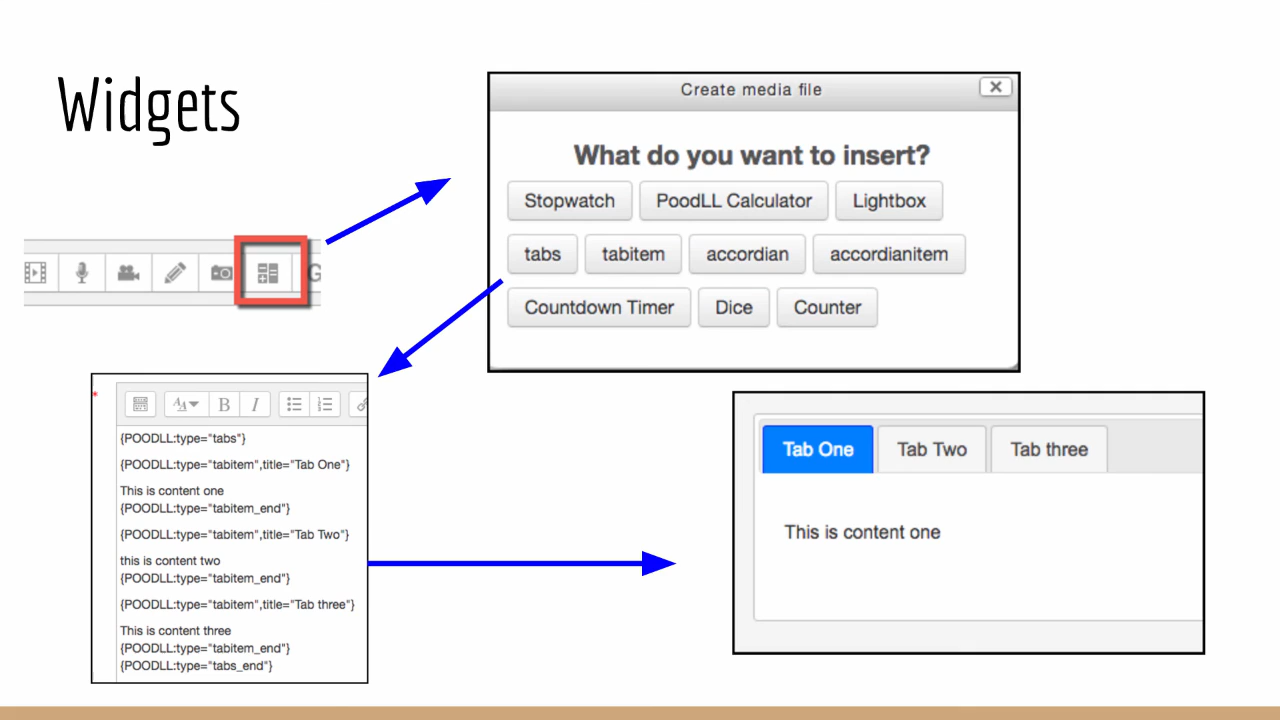 Widgets
Create media file
What do you want to insert?
Stopwatch PoodLL Calculator Lightbox
tabs tabitem accordian accordianitem
Countdown Timer Dice Counter
G
* AA B I
{POODLL:type="tabs"}
{POODLL:type="tabitem",title="Tab One"}
This is content one
{POODLL:type="tabitem_end"}
{POODLL:type="tabitem",title="Tab Two"}
this is content two
{POODLL:type="tabitem_end"}
{POODLL:type="tabitem",title="Tab three"}
This is content three
{POODLL:type="tabitem_end"}
{POODLL:type="tabs_end"}
Tab One Tab Two Tab three
This is content one